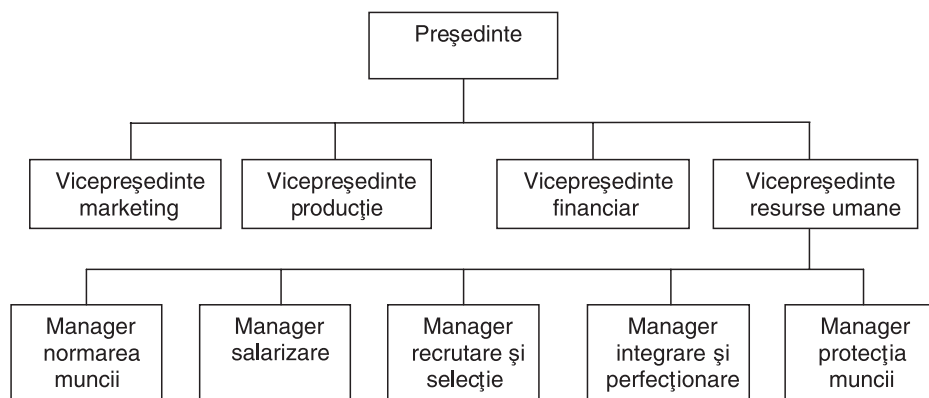 Preşedinte
Vicepreşedinte
marketing
Vicepreşedinte
producţie
Vicepreşedinte
financiar
Vicepreşedinte
resurse umane
Manager
normarea
muncii
Manager
salarizare
Manager
recrutare şi
selecţie
Manager
integrare şi
perfecţionare
Manager
protecţia
muncii